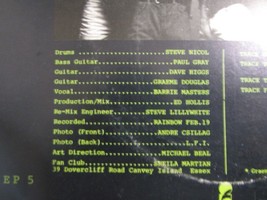 Drums..................STEVE NICOL
Bass Guitar..............PAUL GRAY
Guitar..................DAVE HIGGS
Guitar..............GRAEME DOUGLAS
Vocal...............BARRIE MASTERS
Production/Mix...........ED HOLLIS
Re-Mix Engineer....STEVE LILLYWHITE
Recorded............RAINBOW FEB.19
Photo (Front).......ANDRE CSILLAG
Photo (Back)................L.F.I.
Art Direction.........MICHAEL BEAL
Fan Club............SHEILA MARTIAN
39 Dovercliff Road Canvey Island Essex
EP 5
TRACK
TRACK
TRACK